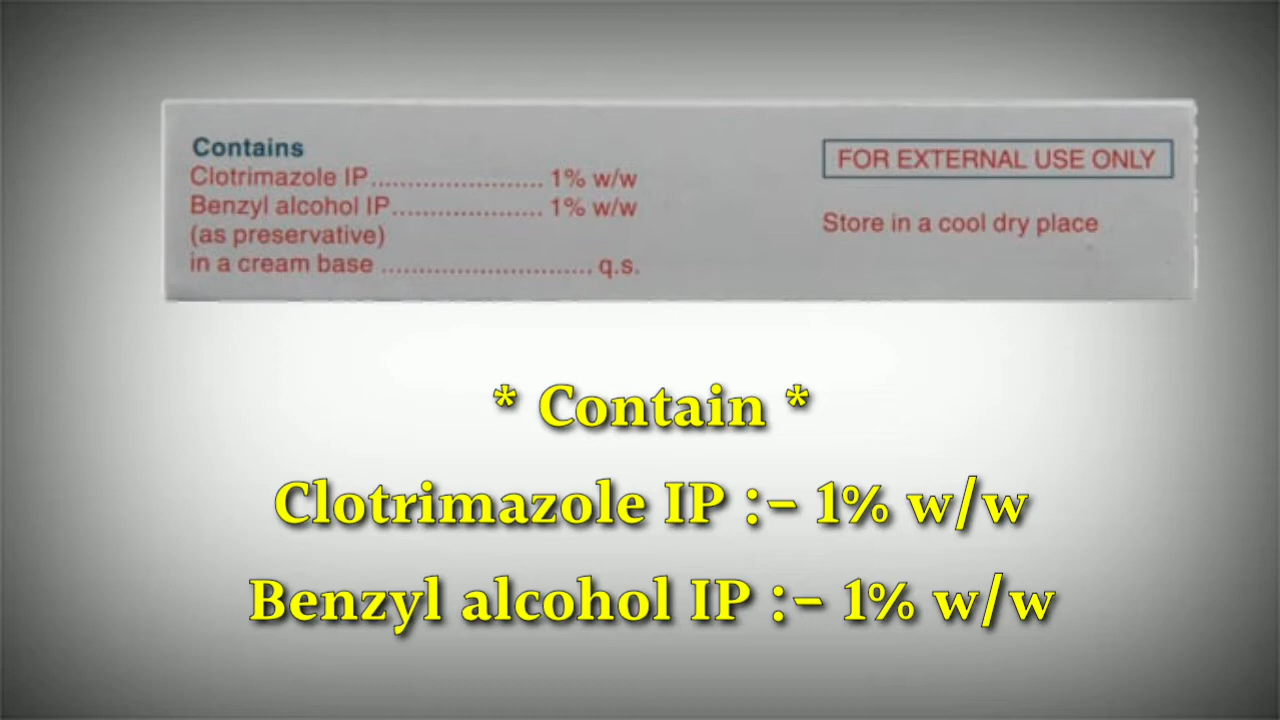 Contains
Clotrimazole IP...................... 1% w/w
Benzyl alcohol IP................... 1% w/w
(as preservative)
in a cream base ........................... q.s.
FOR EXTERNAL USE ONLY
Store in a cool dry place
* Contain *
Clotrimazole IP :- 1% w/w
Benzyl alcohol IP :- 1% w/w